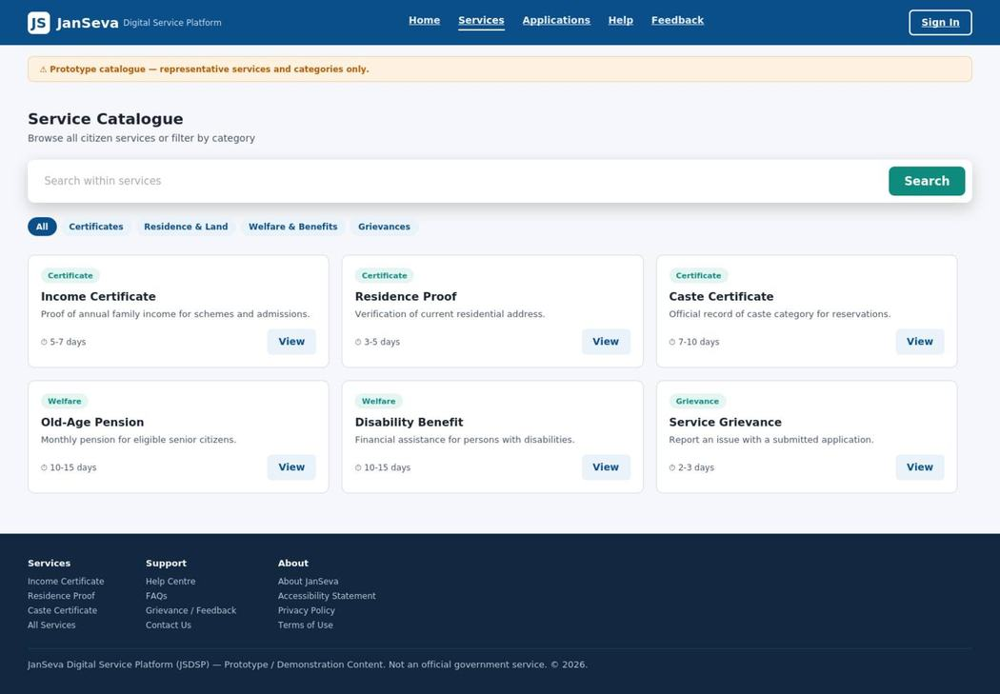 JS JanSeva Digital Service Platform
Home Services Applications Help Feedback
Sign In
⚠ Prototype catalogue — representative services and categories only.
Service Catalogue
Browse all citizen services or filter by category
Search within services
Search
All Certificates Residence & Land Welfare & Benefits Grievances
Certificate
Income Certificate
Proof of annual family income for schemes and admissions.
⏱ 5-7 days View
Certificate
Residence Proof
Verification of current residential address.
⏱ 3-5 days View
Certificate
Caste Certificate
Official record of caste category for reservations.
⏱ 7-10 days View
Welfare
Old-Age Pension
Monthly pension for eligible senior citizens.
⏱ 10-15 days View
Welfare
Disability Benefit
Financial assistance for persons with disabilities.
⏱ 10-15 days View
Grievance
Service Grievance
Report an issue with a submitted application.
⏱ 2-3 days View
Services
Income Certificate
Residence Proof
Caste Certificate
All Services
Support
Help Centre
FAQs
Grievance / Feedback
Contact Us
About
About JanSeva
Accessibility Statement
Privacy Policy
Terms of Use
JanSeva Digital Service Platform (JSDSP) — Prototype / Demonstration Content. Not an official government service. © 2026.